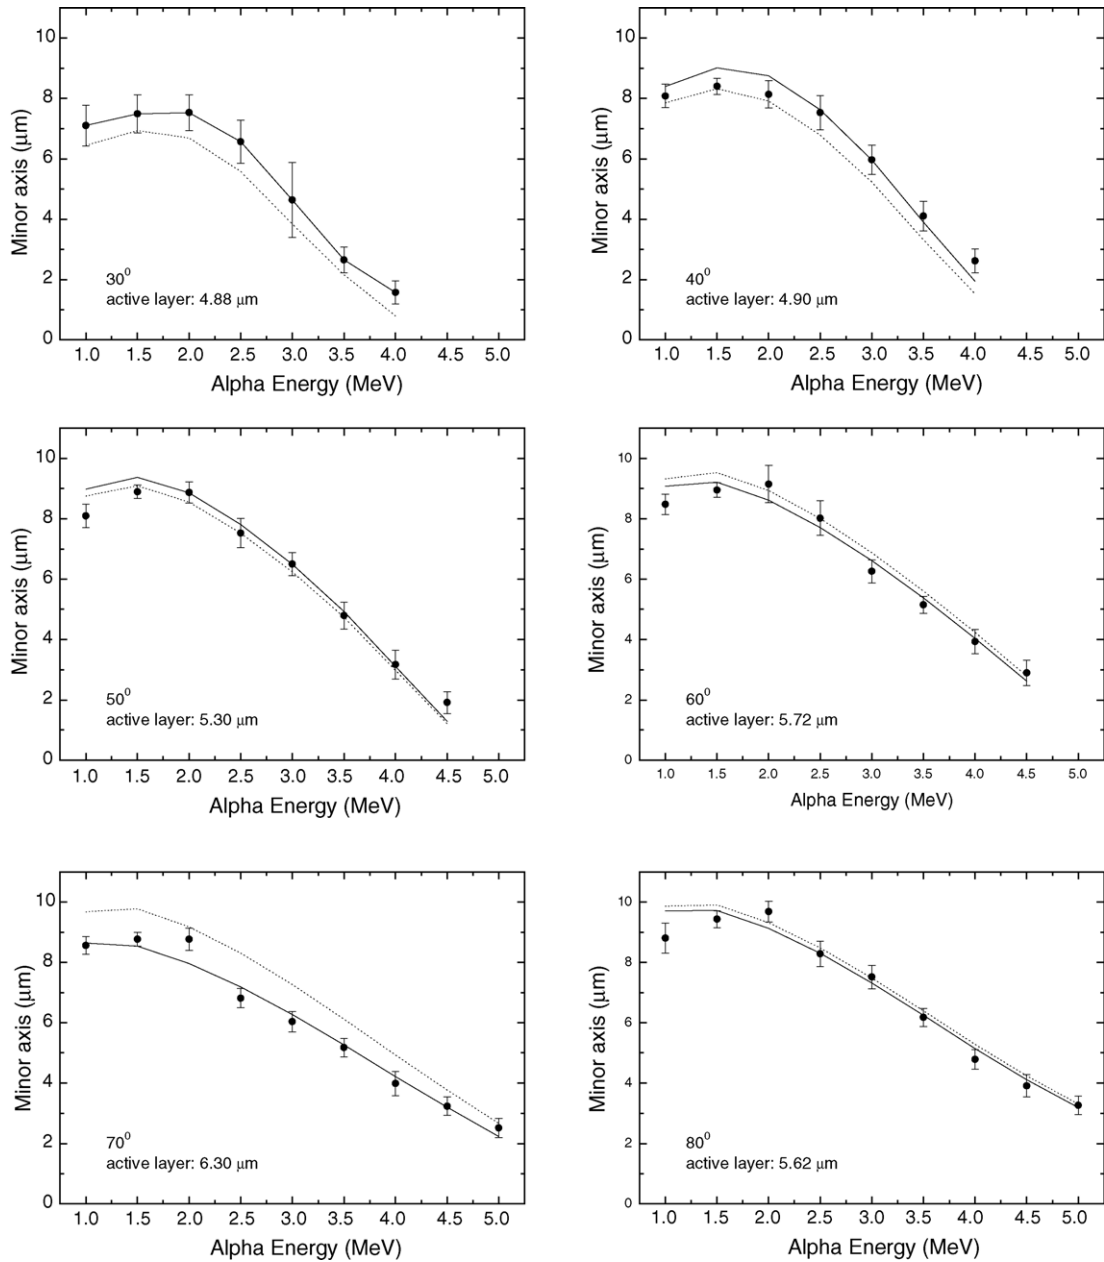 10
8
6
4
2
0
Minor axis (μm)
30⁰
active layer: 4.88 μm
1.0 1.5 2.0 2.5 3.0 3.5 4.0 4.5 5.0
Alpha Energy (MeV)
10
8
6
4
2
0
Minor axis (μm)
40⁰
active layer: 4.90 μm
1.0 1.5 2.0 2.5 3.0 3.5 4.0 4.5 5.0
Alpha Energy (MeV)
10
8
6
4
2
0
Minor axis (μm)
50⁰
active layer: 5.30 μm
1.0 1.5 2.0 2.5 3.0 3.5 4.0 4.5 5.0
Alpha Energy (MeV)
10
8
6
4
2
0
Minor axis (μm)
60⁰
active layer: 5.72 μm
1.0 1.5 2.0 2.5 3.0 3.5 4.0 4.5 5.0
Alpha Energy (MeV)
10
8
6
4
2
0
Minor axis (μm)
70⁰
active layer: 6.30 μm
1.0 1.5 2.0 2.5 3.0 3.5 4.0 4.5 5.0
Alpha Energy (MeV)
10
8
6
4
2
0
Minor axis (μm)
80⁰
active layer: 5.62 μm
1.0 1.5 2.0 2.5 3.0 3.5 4.0 4.5 5.0
Alpha Energy (MeV)